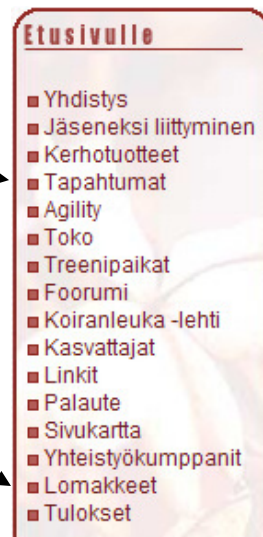 Etusivulle
Yhdistys
Jäseneksi liittyminen
Kerhotuotteet
Tapahtumat
Agility
Toko
Treenipaikat
Foorumi
Koiranleuka -lehti
Kasvattajat
Linkit
Palaute
Sivukartta
Yhteistyökumppanit
Lomakkeet
Tulokset